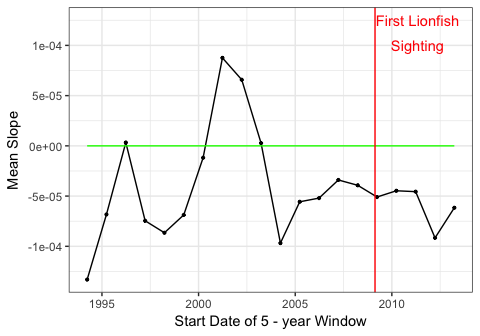 First Lionfish
Sighting
1e-04
5e-05
0e+00
-5e-05
-1e-04
Mean Slope
1995
2000
2005
2010
Start Date of 5 - year Window